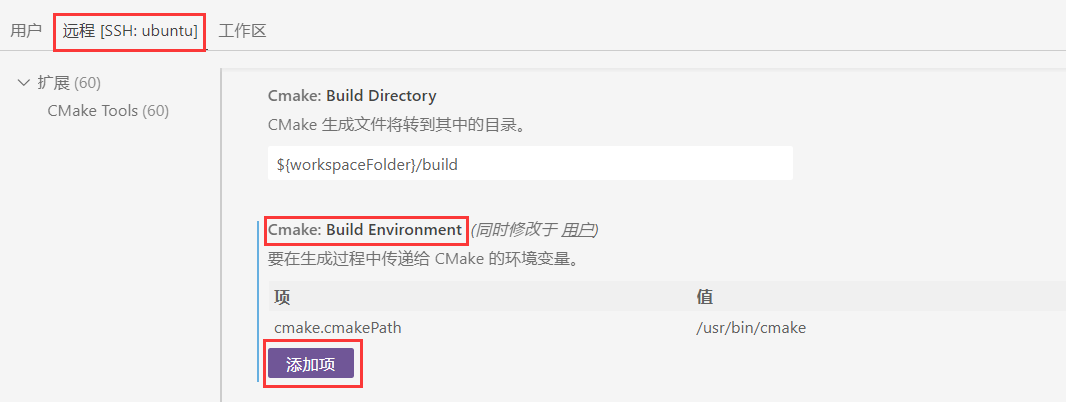 用户 远程 [SSH: ubuntu] 工作区
扩展 (60)
CMake Tools (60)
Cmake: Build Directory
CMake 生成文件将转到其中的目录。
${workspaceFolder}/build
Cmake: Build Environment (同时修改于 用户)
要在生成过程中传递给 CMake 的环境变量。
项 值
cmake.cmakePath /usr/bin/cmake
添加项